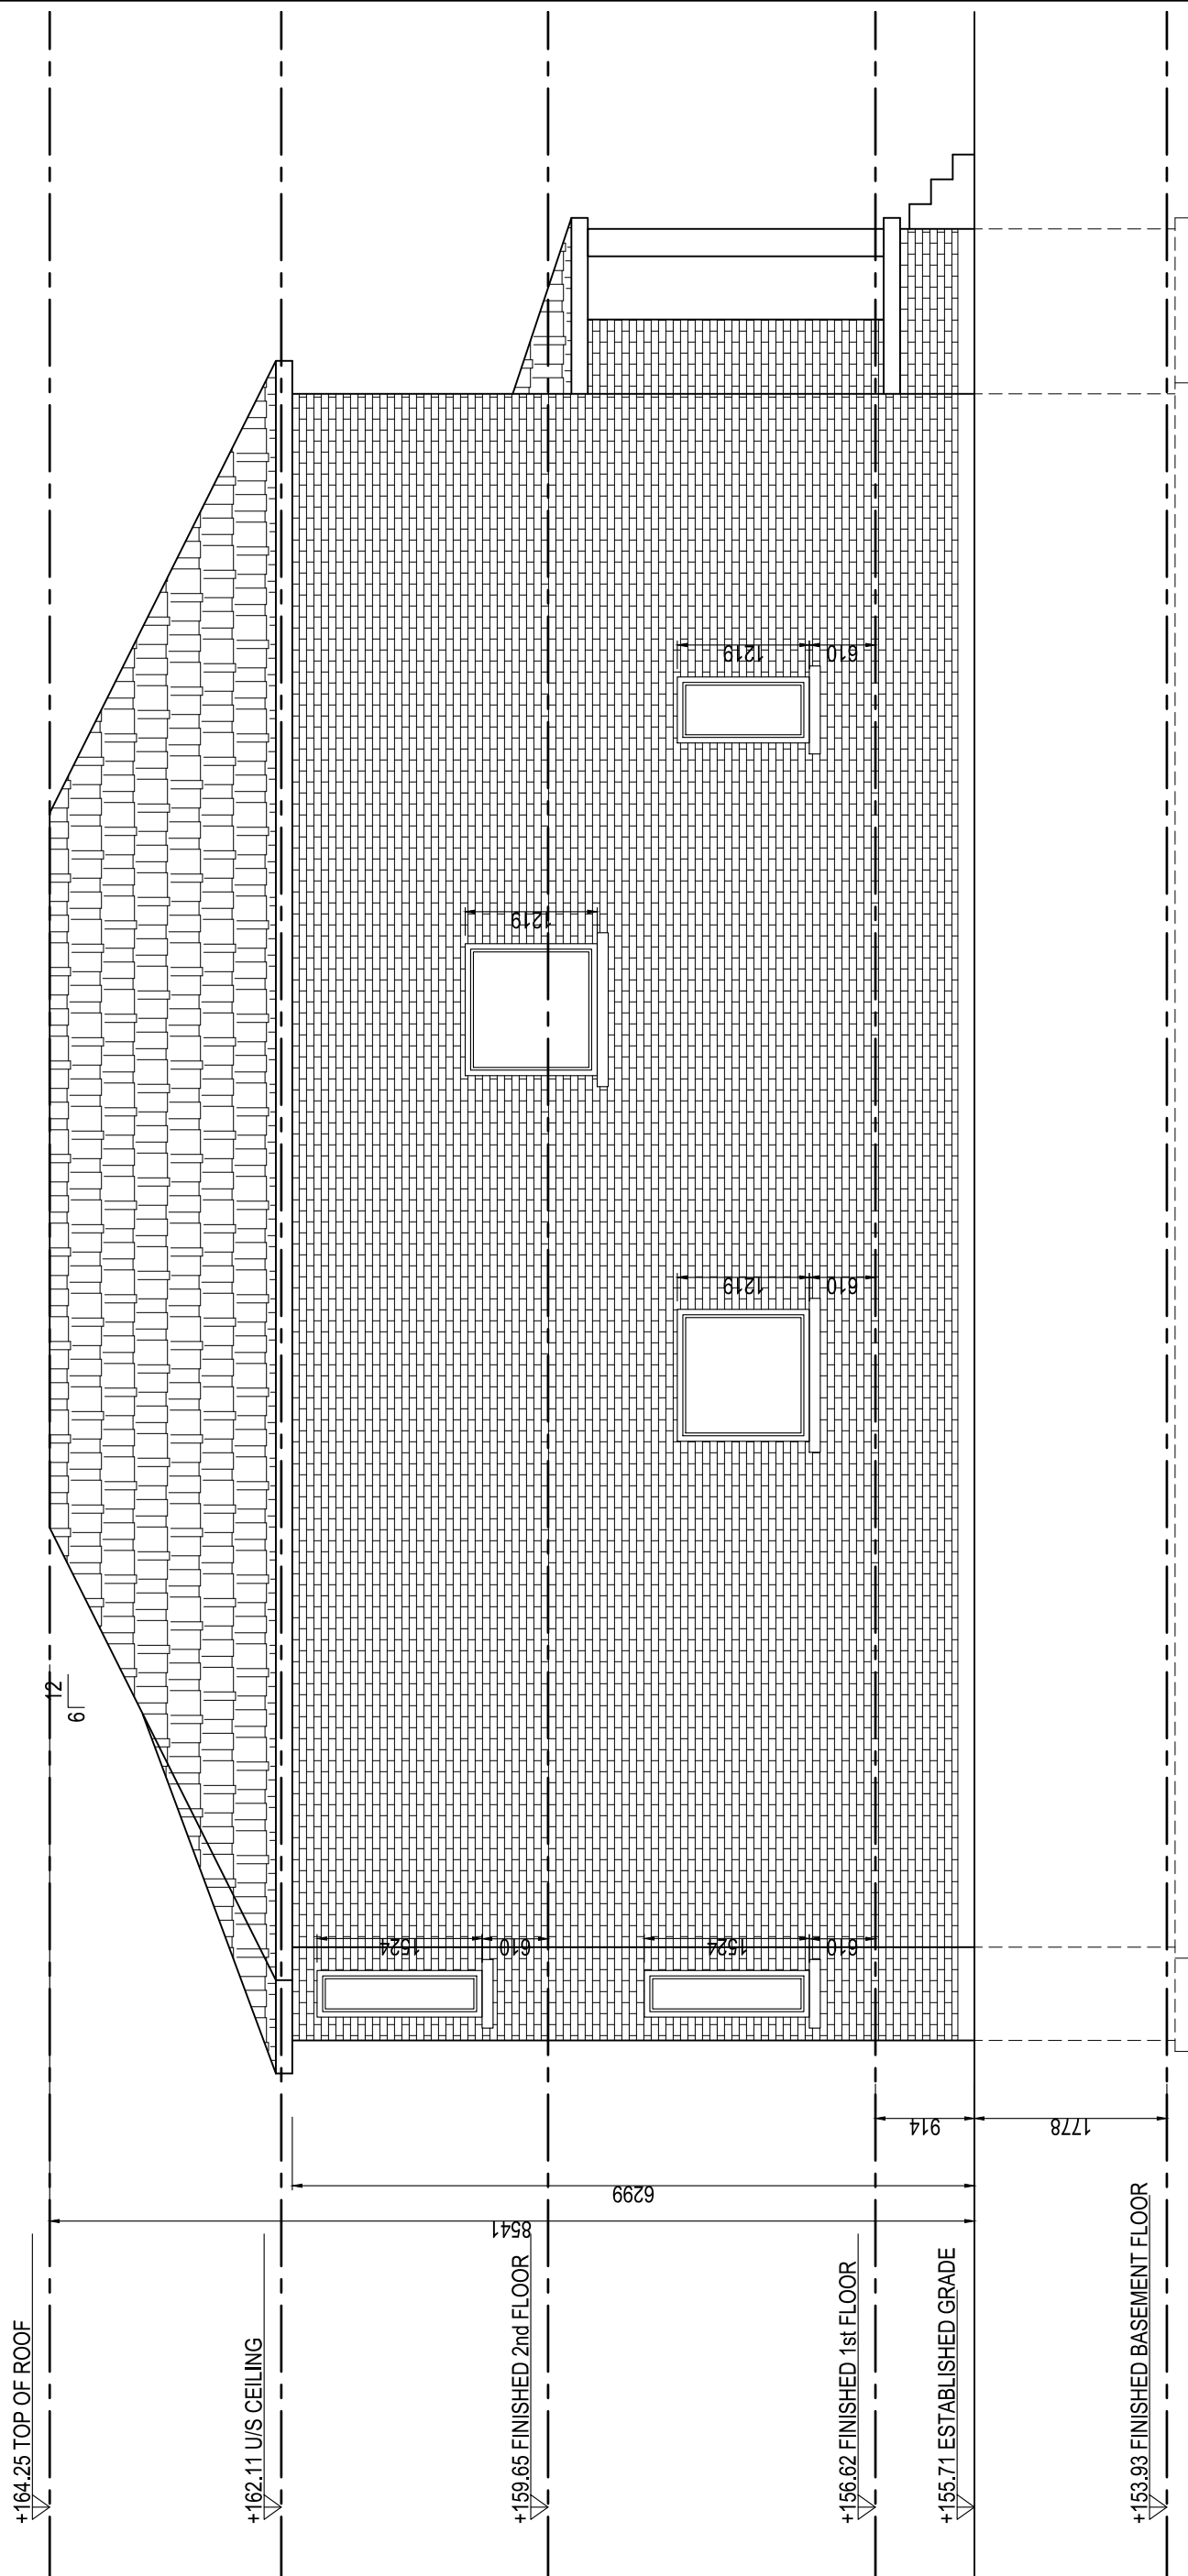 +164.25 TOP OF ROOF
+162.11 U/S CEILING
+159.65 FINISHED 2nd FLOOR
+156.62 FINISHED 1st FLOOR
+155.71 ESTABLISHED GRADE
+153.93 FINISHED BASEMENT FLOOR
8541
6299
914
1778
1524
610
1524
610
12
6
1219
610
1219
1219
610